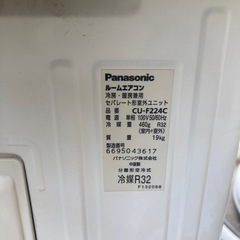 Panasonic
ルームエアコン
冷房・暖房兼用
セパレート形室外ユニット
CU-F224C
電源 単相 100V 50/60Hz
冷媒 460g R32
(室内+室外)
質量 19kg
製造番号
6695043617
パナソニック株式会社
中国製
分離形空冷式
冷媒R32
F132088